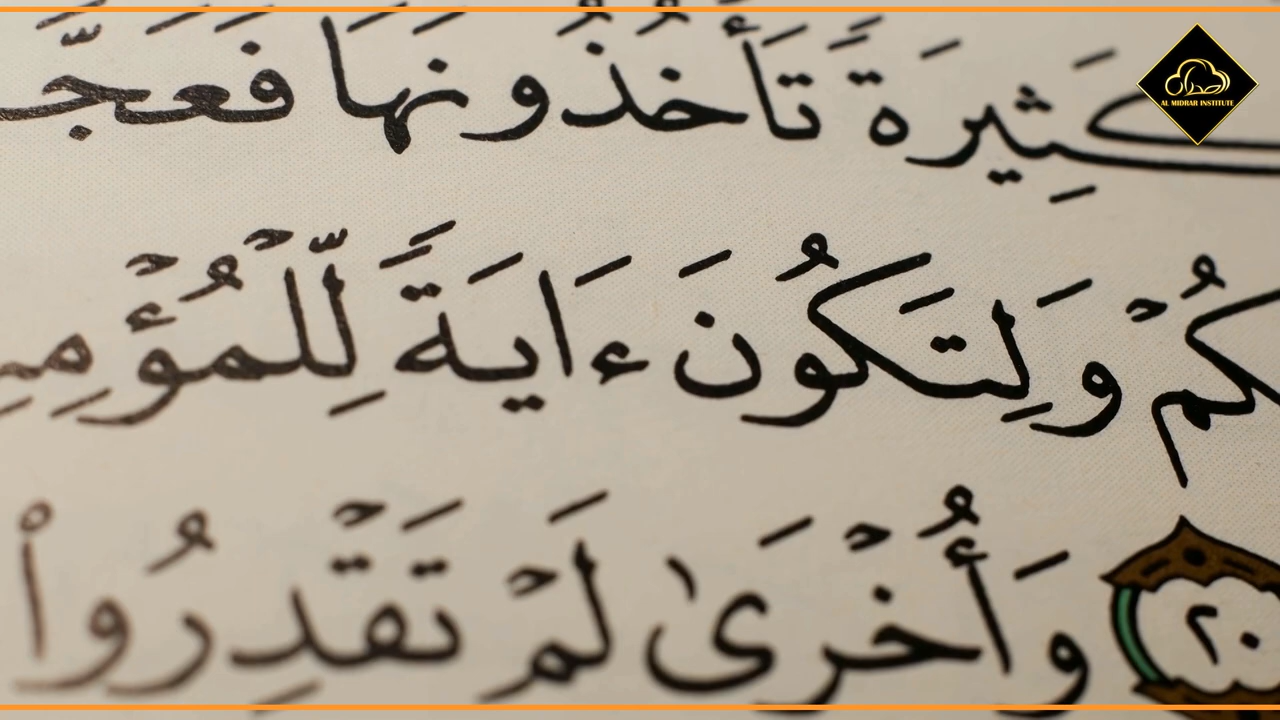 كَثِيرَةً تَأْخُذُونَهَا فَعَجَّ
كُمْ وَلِتَكُونَ ءَايَةً لِّلْمُؤْمِ
٢٠ وَأُخْرَىٰ لَمْ تَقْدِرُوا۟
AL MIDRAR INSTITUTE